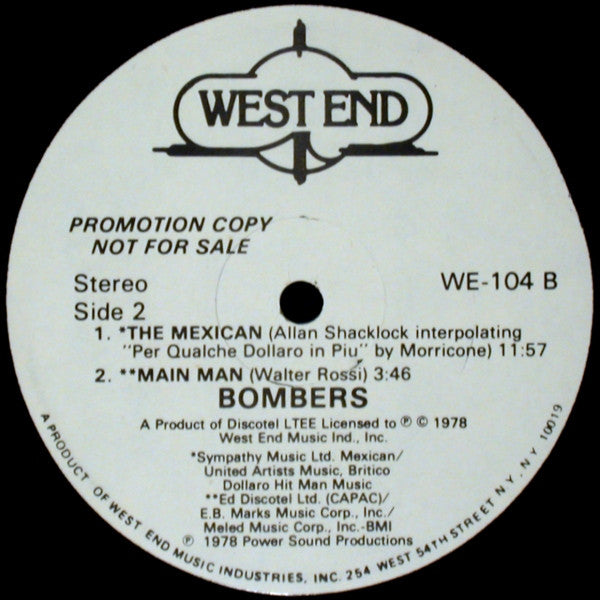 WEST END
PROMOTION COPY
NOT FOR SALE
Stereo
WE-104 B
Side 2
1. *THE MEXICAN (Allan Shacklock interpolating
"Per Qualche Dollaro in Piu" by Morricone) 11:57
2. **MAIN MAN (Walter Rossi) 3:46
BOMBERS
A Product of Discotel LTEE Licensed to ℗ © 1978
West End Music Ind., Inc.
*Sympathy Music Ltd. Mexican/
United Artists Music, Britico
Dollaro Hit Man Music
**Ed Discotel Ltd. (CAPAC)/
E.B. Marks Music Corp., Inc./
Meled Music Corp., Inc.-BMI
℗ 1978 Power Sound Productions
A PRODUCT OF WEST END MUSIC INDUSTRIES, INC. 254 WEST 54TH STREET N.Y. NY 10019